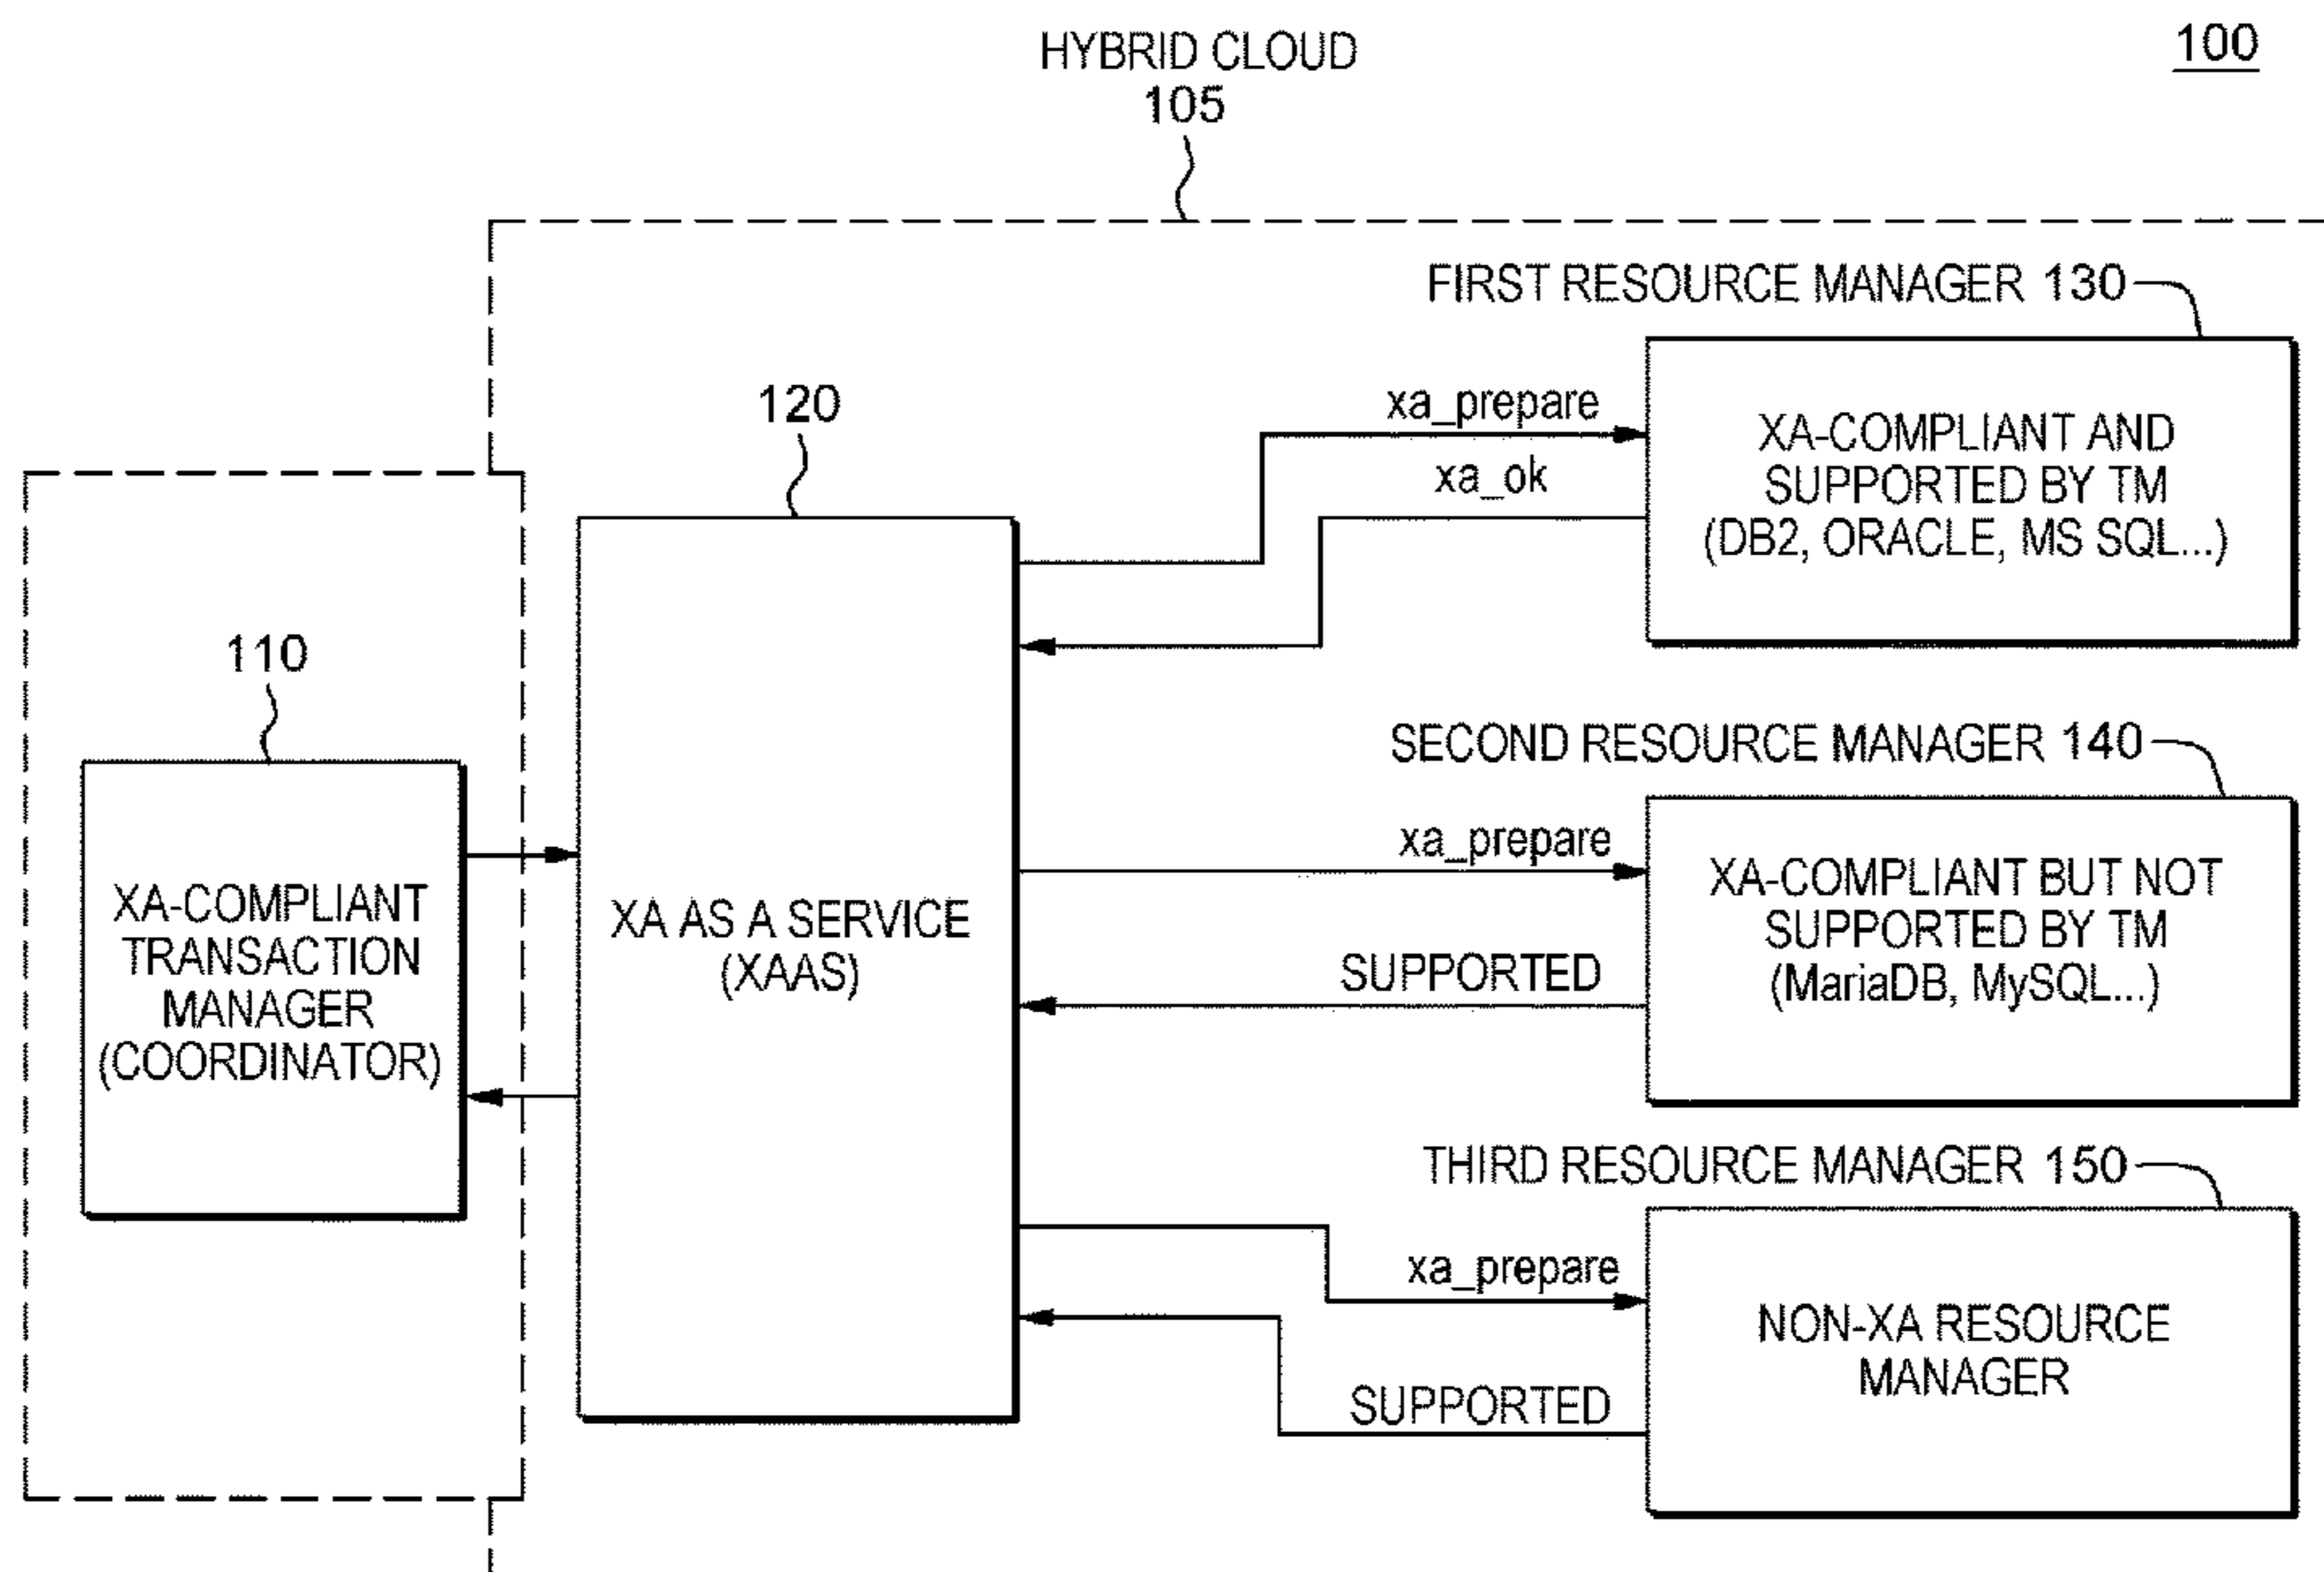 100
HYBRID CLOUD
105
FIRST RESOURCE MANAGER 130
120
xa_prepare
xa_ok
XA-COMPLIANT AND
SUPPORTED BY TM
(DB2, ORACLE, MS SQL...)
110
SECOND RESOURCE MANAGER 140
XA-COMPLIANT
TRANSACTION
MANAGER
(COORDINATOR)
XA AS A SERVICE
(XAAS)
xa_prepare
SUPPORTED
XA-COMPLIANT BUT NOT
SUPPORTED BY TM
(MariaDB, MySQL...)
THIRD RESOURCE MANAGER 150
xa_prepare
SUPPORTED
NON-XA RESOURCE
MANAGER